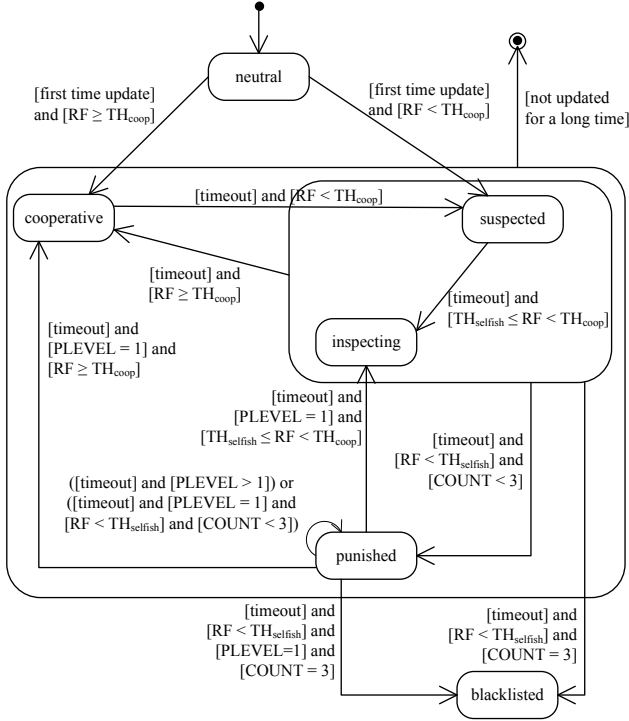 neutral
[first time update]
and [RF ≥ THcoop]
[first time update]
and [RF < THcoop]
[not updated
for a long time]
cooperative
[timeout] and [RF < THcoop]
suspected
[timeout] and
[RF ≥ THcoop]
[timeout] and
[THselfish ≤ RF < THcoop]
[timeout] and
[PLEVEL = 1] and
[RF ≥ THcoop]
inspecting
[timeout] and
[PLEVEL = 1] and
[THselfish ≤ RF < THcoop]
[timeout] and
[RF < THselfish] and
[COUNT < 3]
([timeout] and [PLEVEL > 1]) or
([timeout] and [PLEVEL = 1] and
[RF < THselfish] and [COUNT < 3])
punished
[timeout] and
[RF < THselfish] and
[PLEVEL=1] and
[COUNT = 3]
[timeout] and
[RF < THselfish] and
[COUNT = 3]
blacklisted